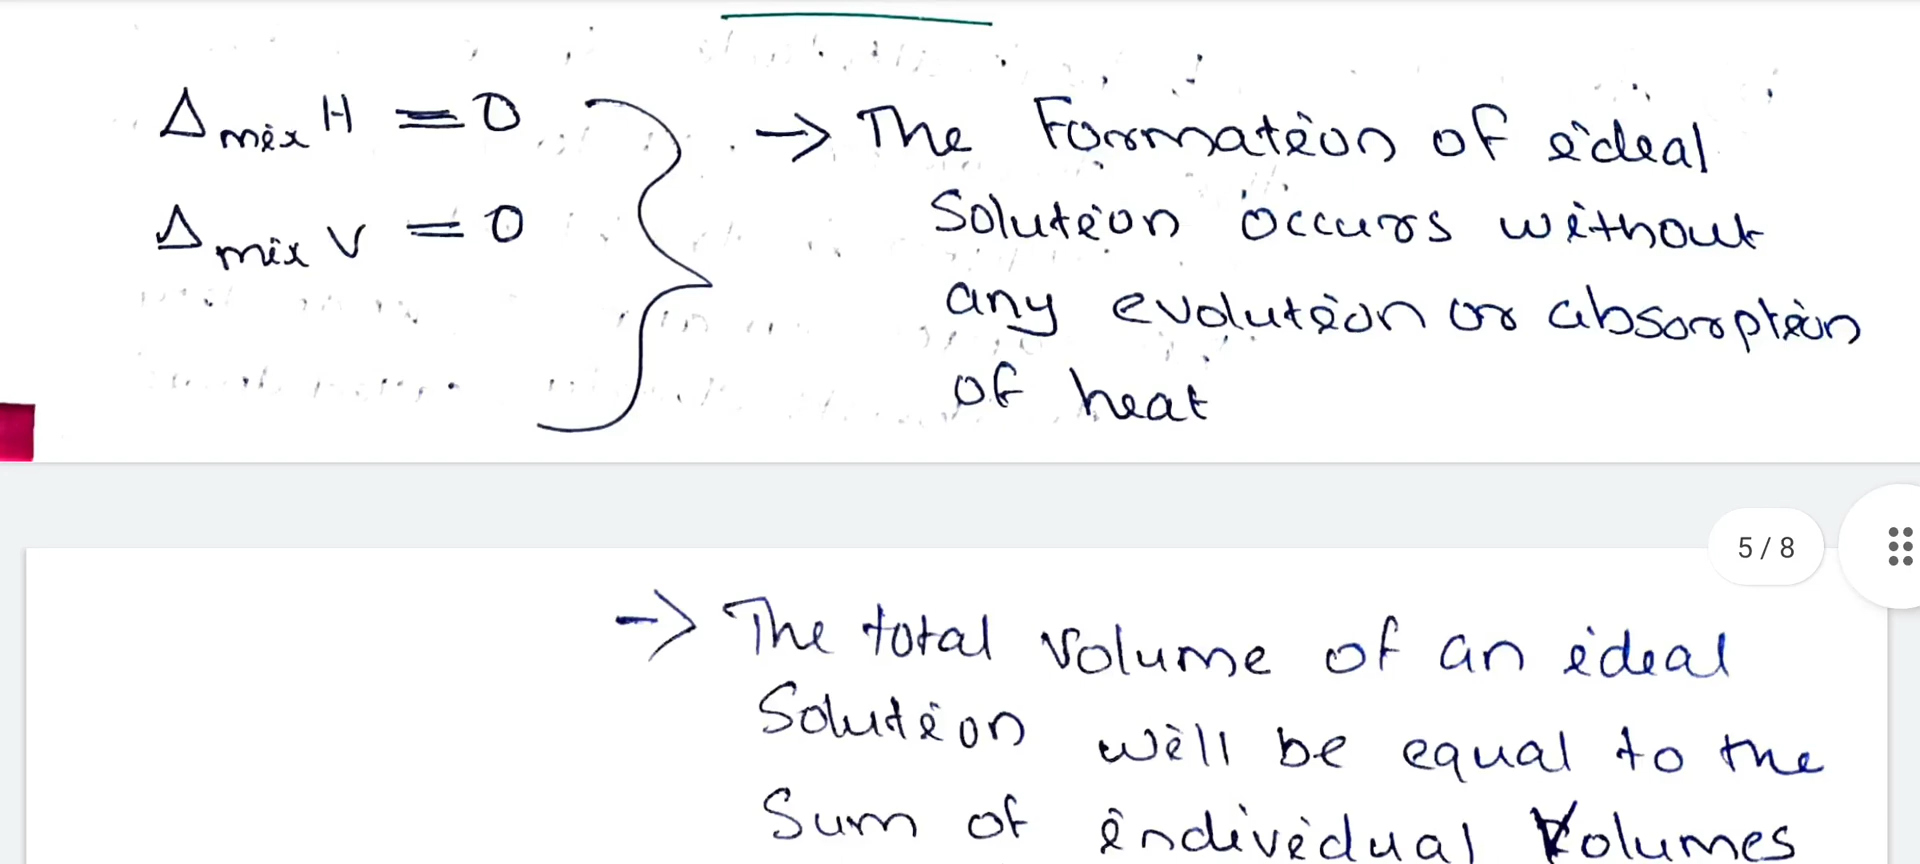 Δmix H = 0
Δmix V = 0
→ The Formation of ideal
Solution occurs without
any evolution or absorption
of heat
5 / 8
→ The total Volume of an ideal
Solution will be equal to the
Sum of individual Volumes